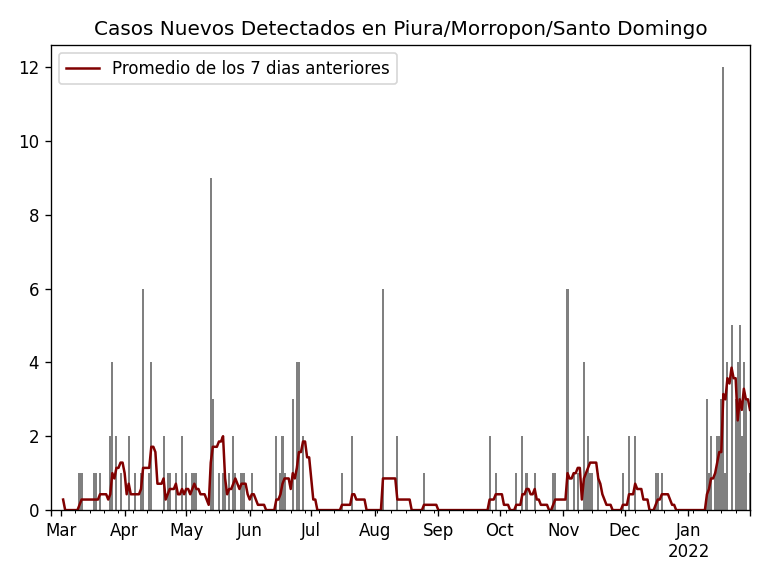 Casos Nuevos Detectados en Piura/Morropon/Santo Domingo
Promedio de los 7 dias anteriores
12
10
8
6
4
2
0
Mar Apr May Jun Jul Aug Sep Oct Nov Dec Jan
2022